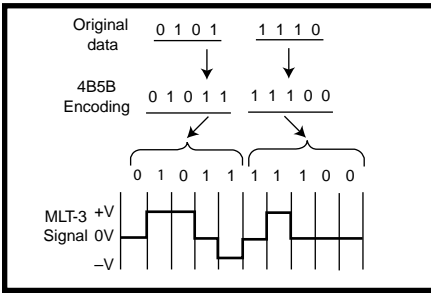 Original data 0 1 0 1 1 1 1 0
4B5B Encoding 0 1 0 1 1 1 1 1 0 0
0 1 0 1 1 1 1 1 0 0
MLT-3 Signal
+V
0V
–V